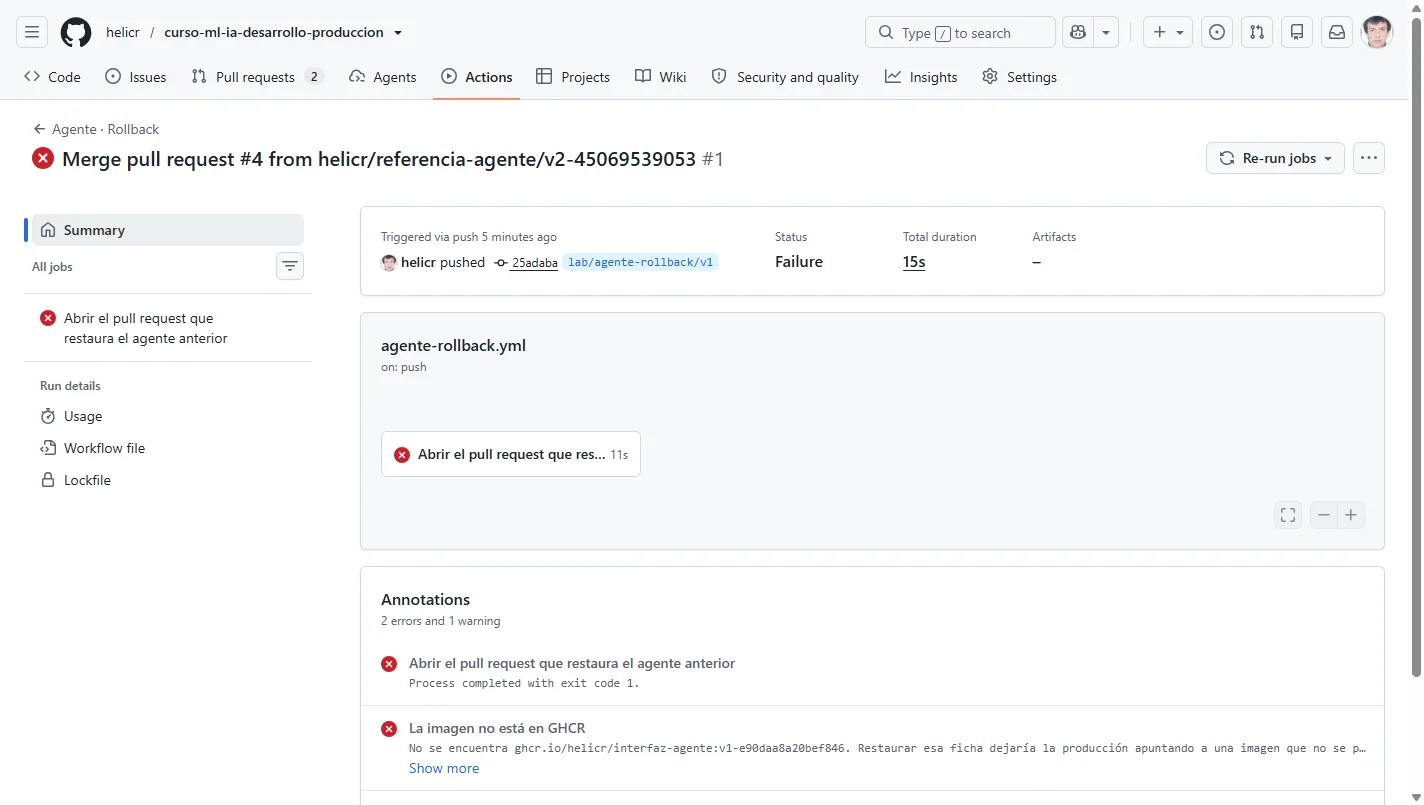 helicr / curso-ml-ia-desarrollo-produccion
Type / to search
Code
Issues
Pull requests 2
Agents
Actions
Projects
Wiki
Security and quality
Insights
Settings
Agente · Rollback
Merge pull request #4 from helicr/referencia-agente/v2-45069539053 #1
Re-run jobs
Summary
All jobs
Abrir el pull request que
restaura el agente anterior
Run details
Usage
Workflow file
Lockfile
Triggered via push 5 minutes ago
helicr pushed 25adaba lab/agente-rollback/v1
Status
Failure
Total duration
15s
Artifacts
–
agente-rollback.yml
on: push
Abrir el pull request que res... 11s
Annotations
2 errors and 1 warning
Abrir el pull request que restaura el agente anterior
Process completed with exit code 1.
La imagen no está en GHCR
No se encuentra ghcr.io/helicr/interfaz-agente:v1-e90daa8a20bef846. Restaurar esa ficha dejaría la producción apuntando a una imagen que no se p…
Show more